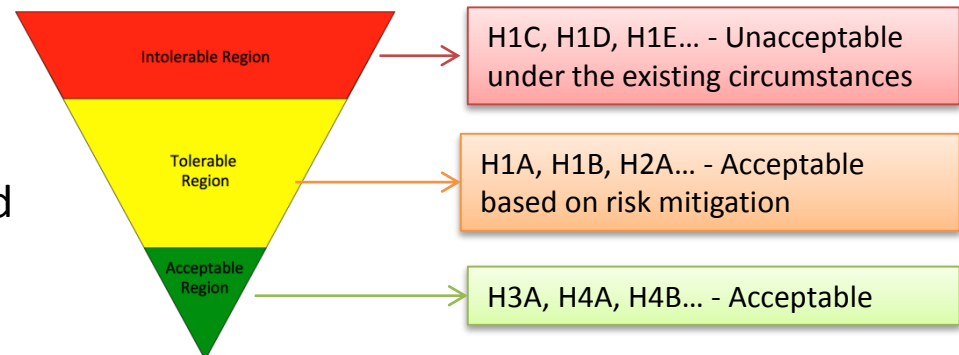 Intolerable Region
H1C, H1D, H1E... - Unacceptable
under the existing circumstances
Tolerable
Region
H1A, H1B, H2A... - Acceptable
based on risk mitigation
d
Acceptable
Region
H3A, H4A, H4B... - Acceptable